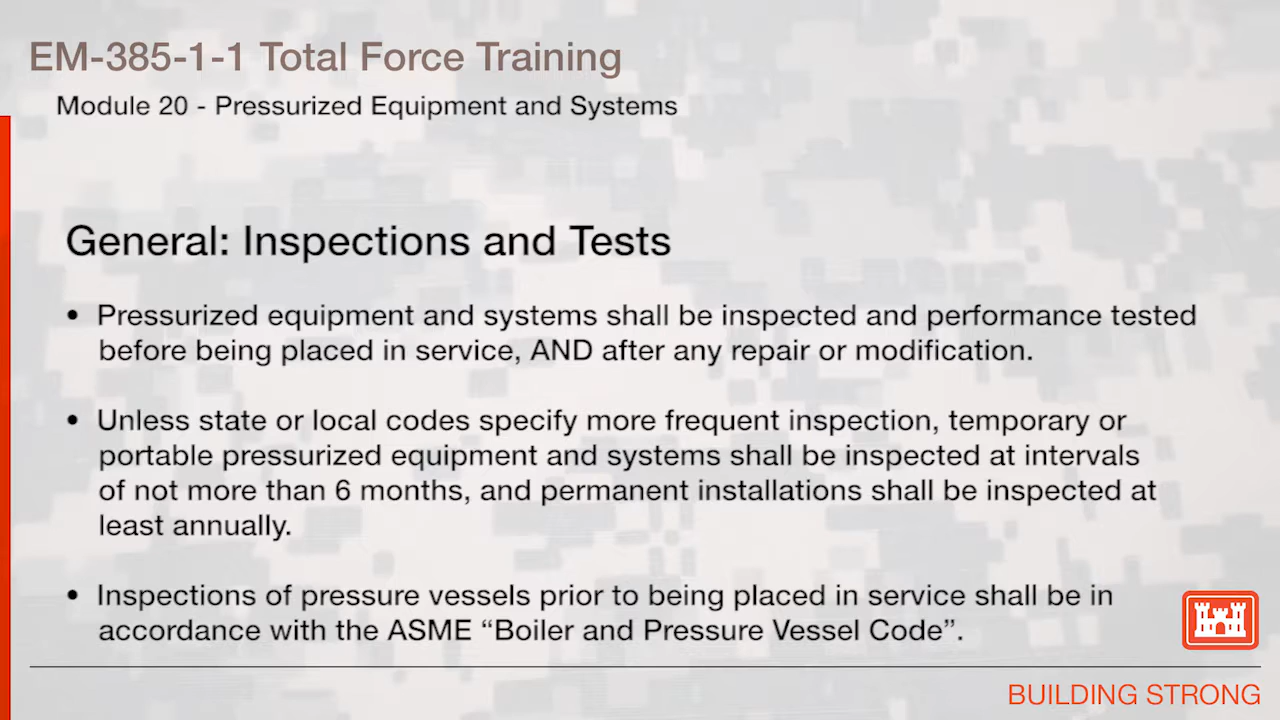 EM-385-1-1 Total Force Training
Module 20 - Pressurized Equipment and Systems
General: Inspections and Tests
• Pressurized equipment and systems shall be inspected and performance tested
before being placed in service, AND after any repair or modification.
• Unless state or local codes specify more frequent inspection, temporary or
portable pressurized equipment and systems shall be inspected at intervals
of not more than 6 months, and permanent installations shall be inspected at
least annually.
• Inspections of pressure vessels prior to being placed in service shall be in
accordance with the ASME “Boiler and Pressure Vessel Code”.
BUILDING STRONG